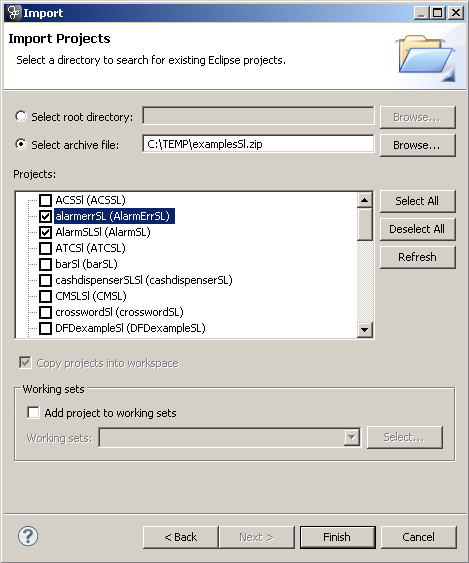 Import
Import Projects
Select a directory to search for existing Eclipse projects.
Select root directory:
Browse...
Select archive file:
C:\TEMP\examplesSl.zip
Browse...
Projects:
ACSSl (ACSSL)
alarmerrSL (AlarmErrSL)
AlarmSLSl (AlarmSL)
ATCSl (ATCSL)
barSl (barSL)
cashdispenserSLSl (cashdispenserSL)
CMSLSl (CMSL)
crosswordSl (crosswordSL)
DFDexampleSl (DFDexampleSL)
Select All
Deselect All
Refresh
Copy projects into workspace
Working sets
Add project to working sets
Working sets:
Select...
?
< Back
Next >
Finish
Cancel